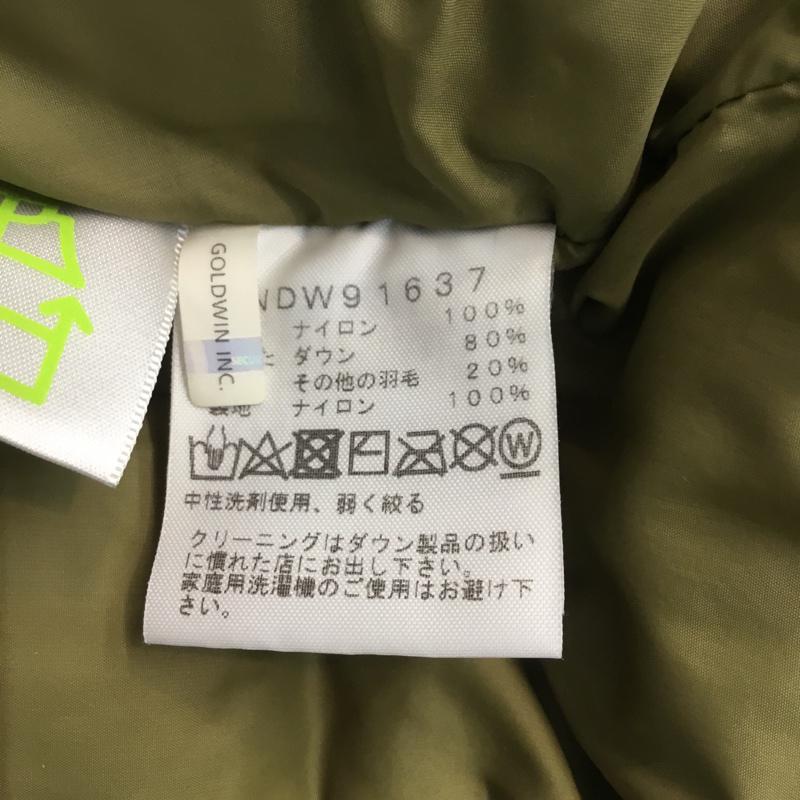 GOLDWIN INC.
NDW91637
ナイロン 100%
ダウン 80%
その他の羽毛 20%
裏地 ナイロン 100%
W
中性洗剤使用、弱く絞る
クリーニングはダウン製品の扱い
に慣れた店にお出し下さい。
家庭用洗濯機のご使用はお避け下
さい。